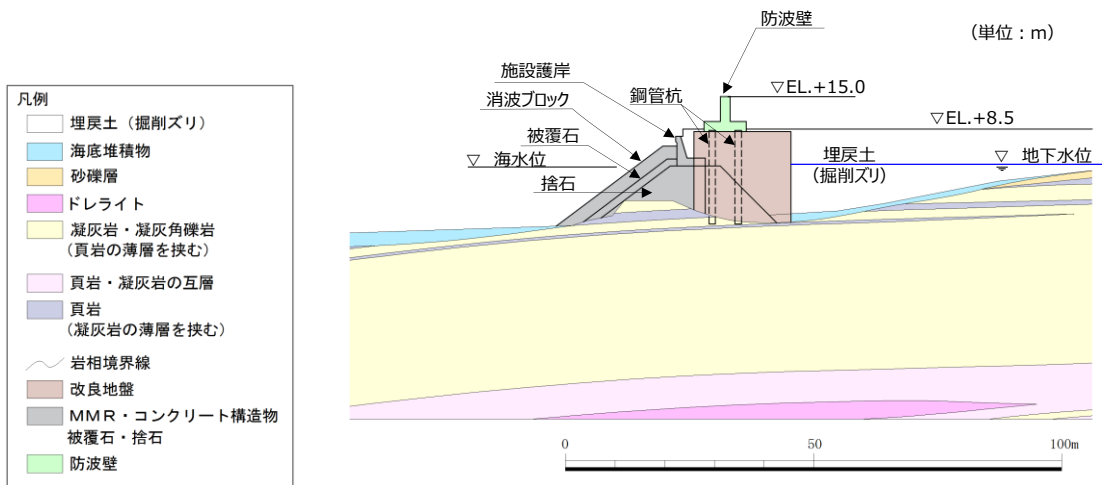 防波壁
(単位：m)
施設護岸
▽EL.+15.0
消波ブロック
鋼管杭
▽EL.+8.5
被覆石
▽ 海水位
埋戻土
(掘削ズリ)
▽ 地下水位
捨石
凡例
埋戻土（掘削ズリ）
海底堆積物
砂礫層
ドレライト
凝灰岩・凝灰角礫岩
(頁岩の薄層を挟む)
頁岩・凝灰岩の互層
頁岩
(凝灰岩の薄層を挟む)
岩相境界線
改良地盤
ＭＭＲ・コンクリート構造物
被覆石・捨石
防波壁
0 50 100m